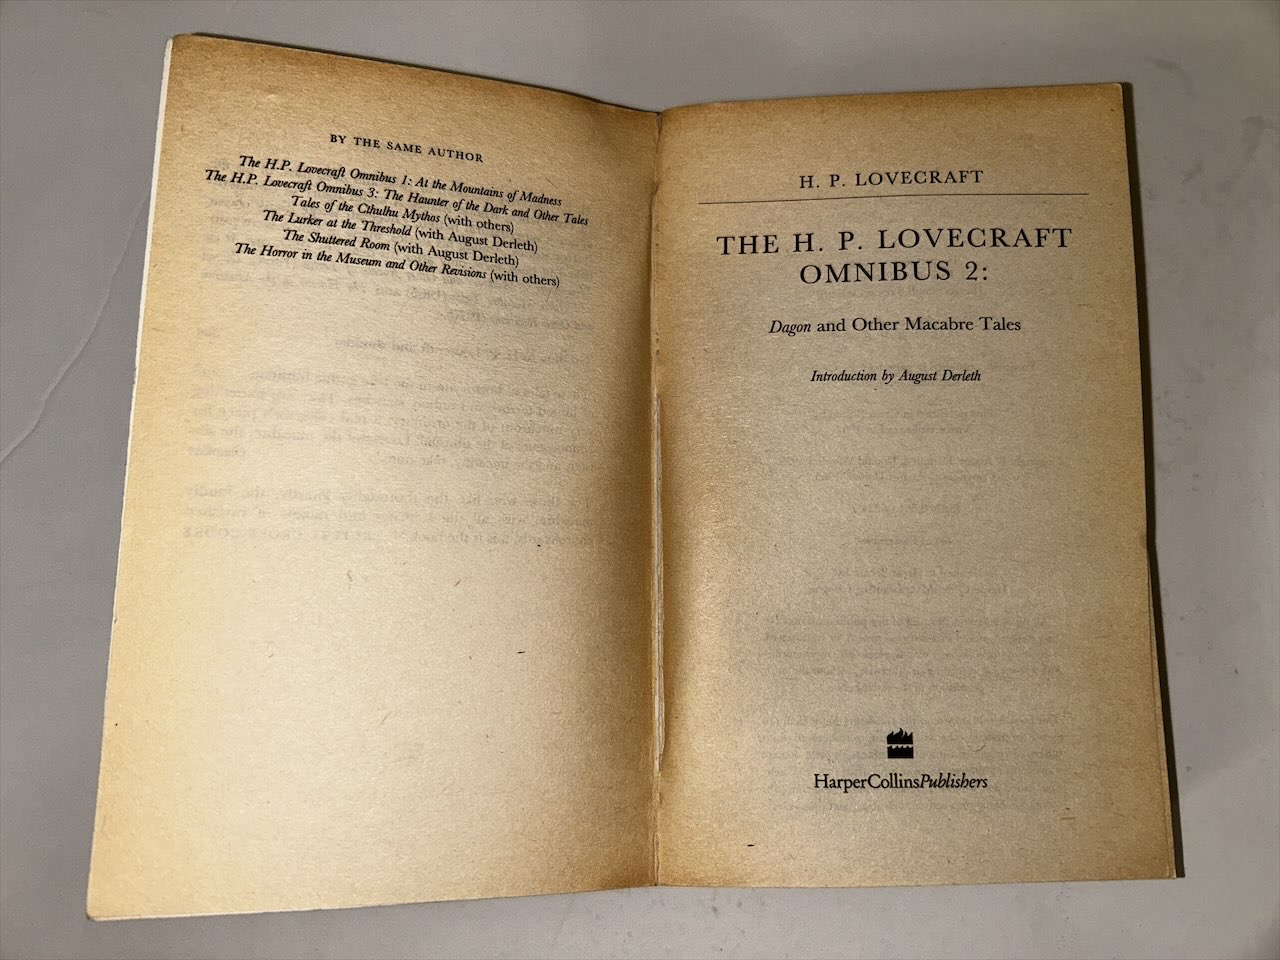 BY THE SAME AUTHOR
The H.P. Lovecraft Omnibus 1: At the Mountains of Madness
The H.P. Lovecraft Omnibus 3: The Haunter of the Dark and Other Tales
Tales of the Cthulhu Mythos (with others)
The Lurker at the Threshold (with August Derleth)
The Shuttered Room (with August Derleth)
The Horror in the Museum and Other Revisions (with others)
H. P. LOVECRAFT
THE H. P. LOVECRAFT
OMNIBUS 2:
Dagon and Other Macabre Tales
Introduction by August Derleth
HarperCollinsPublishers